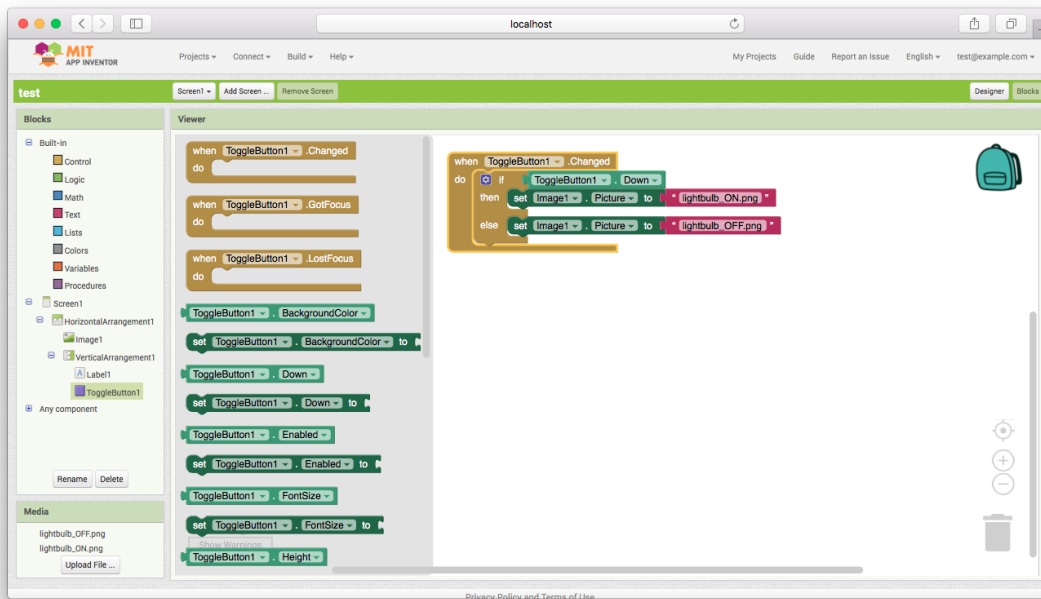 localhost
MIT
APP INVENTOR
Projects Connect Build Help My Projects Guide Report an Issue English test@example.com
test Screen1 Add Screen ... Remove Screen Designer Blocks
Blocks
Built-in
Control
Logic
Math
Text
Lists
Colors
Variables
Procedures
Screen1
HorizontalArrangement1
Image1
VerticalArrangement1
A Label1
ToggleButton1
Any component
Rename Delete
Media
lightbulb_OFF.png
lightbulb_ON.png
Upload File ...
Viewer
when ToggleButton1 .Changed
do
when ToggleButton1 .GotFocus
do
when ToggleButton1 .LostFocus
do
ToggleButton1 . BackgroundColor
set ToggleButton1 . BackgroundColor to
ToggleButton1 . Down
set ToggleButton1 . Down to
ToggleButton1 . Enabled
set ToggleButton1 . Enabled to
ToggleButton1 . FontSize
set ToggleButton1 . FontSize to
Show Warnings
ToggleButton1 . Height
when ToggleButton1 .Changed
do if ToggleButton1 . Down
then set Image1 . Picture to " lightbulb_ON.png "
else set Image1 . Picture to " lightbulb_OFF.png "
Privacy Policy and Terms of Use